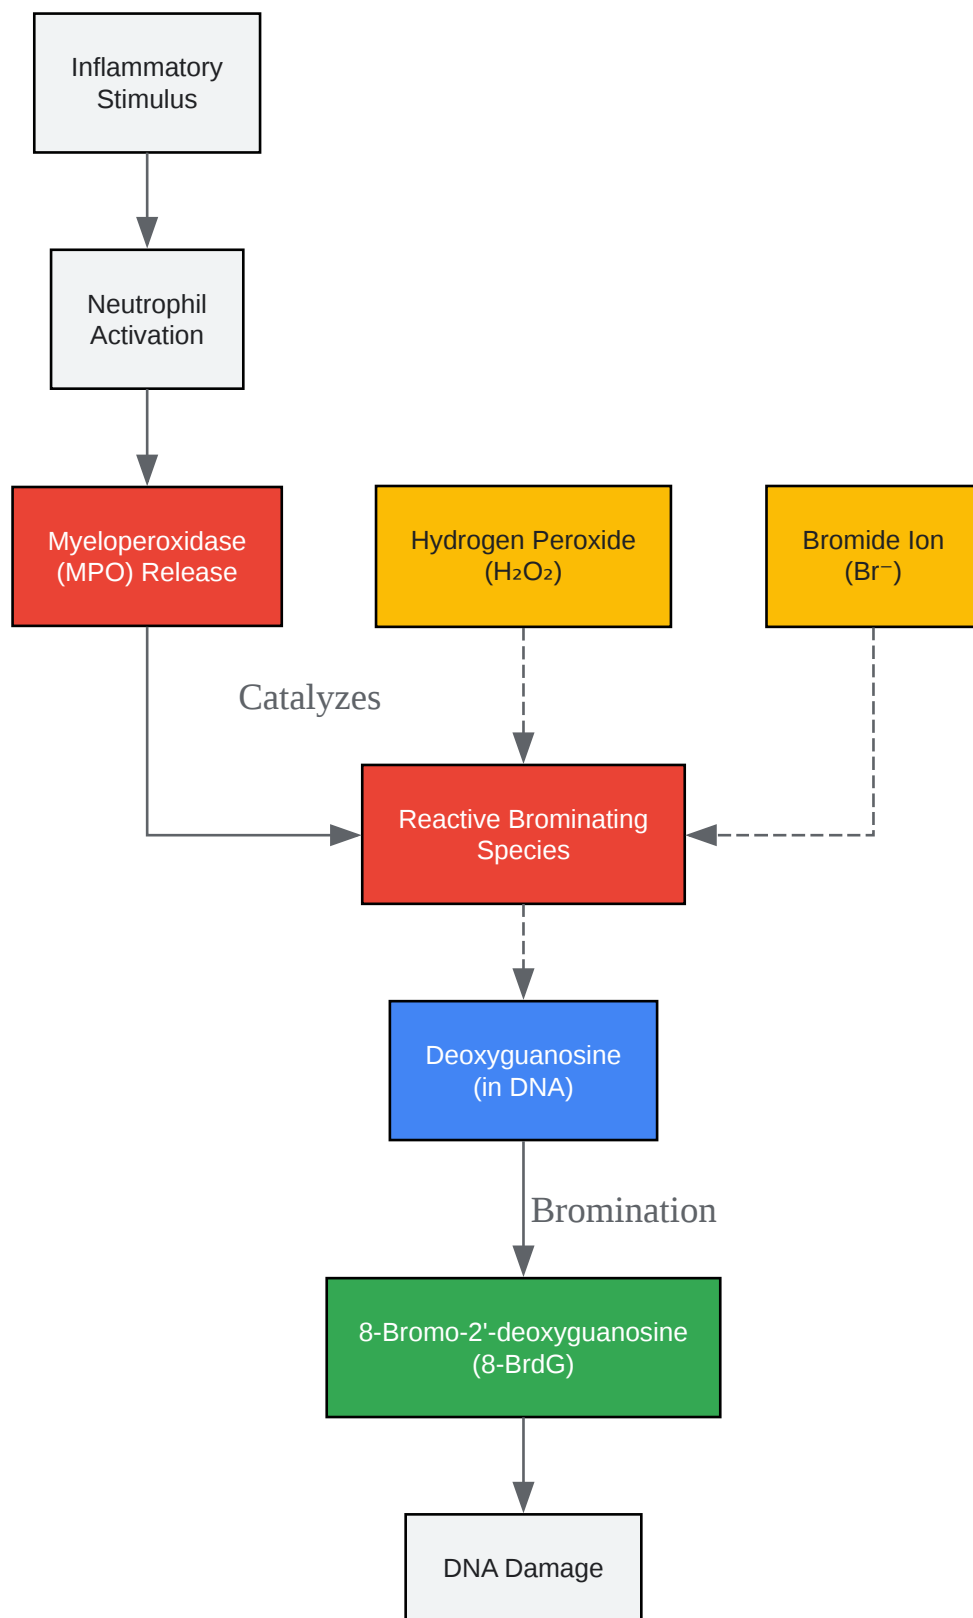 Inflammatory
Stimulus
Neutrophil
Activation
Myeloperoxidase
(MPO) Release
Hydrogen Peroxide
(H₂O₂)
Bromide Ion
(Br⁻)
Catalyzes
Reactive Brominating
Species
Deoxyguanosine
(in DNA)
Bromination
8-Bromo-2'-deoxyguanosine
(8-BrdG)
DNA Damage